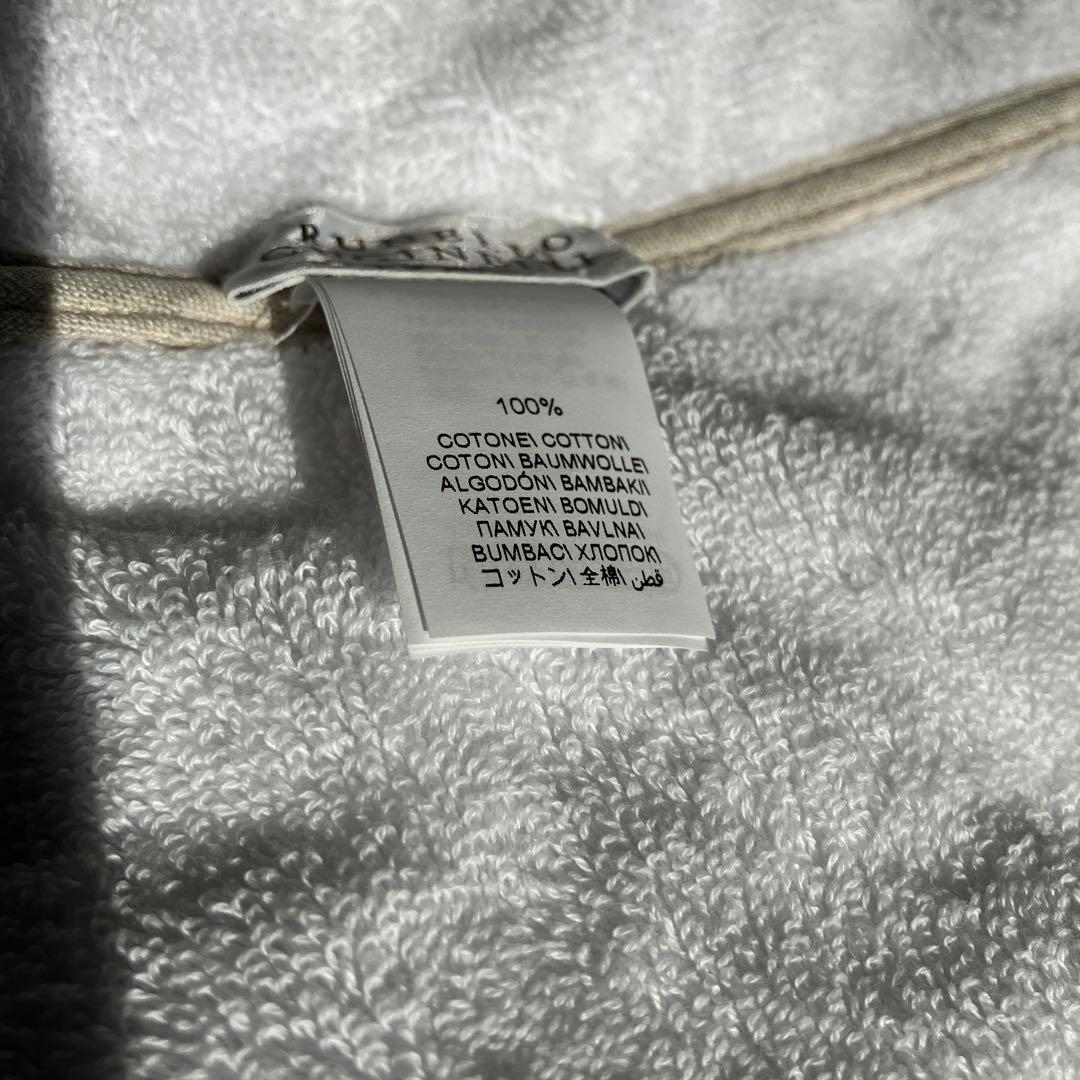 100%
COTONE\ COTTON\
COTON\ BAUMWOLLE\
ALGODÓN\ BAMBAKI\
KATOEN\ BOMULD\
ПАМУК\ BAVLNA\
BUMBAC\ ХЛОПОК\
コットン\ 全棉\ قطن